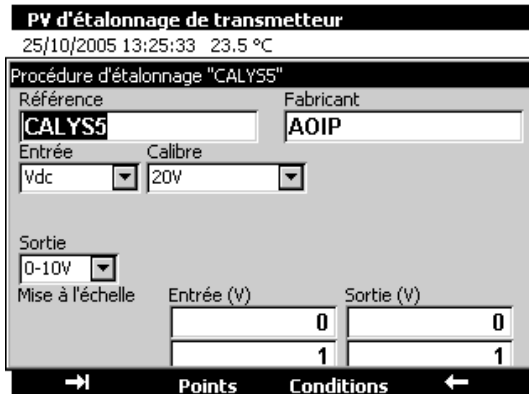 PV d'étalonnage de transmetteur
25/10/2005 13:25:33 23.5 °C
Procédure d'étalonnage "CALYS5"
Référence Fabricant
CALYS5 AOIP
Entrée Calibre
Vdc 20V
Sortie
0-10V
Mise à l'échelle Entrée (V) Sortie (V)
0 0
1 1
Points Conditions